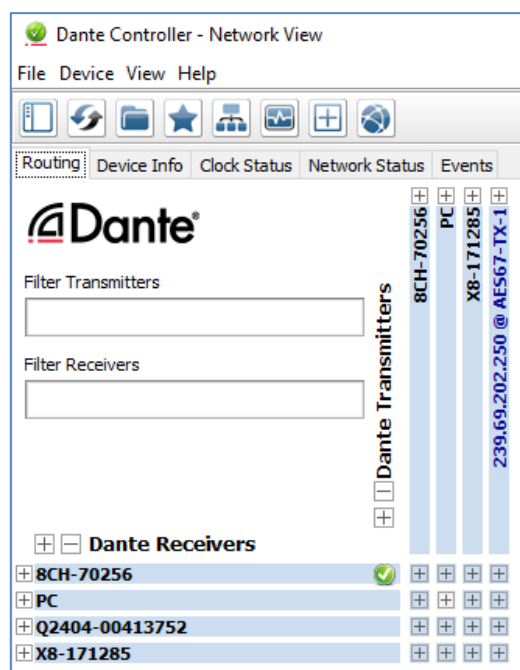 Dante Controller - Network View
File Device View Help
Routing Device Info Clock Status Network Status Events
Dante®
Filter Transmitters
Filter Receivers
Dante Transmitters
8CH-70256
PC
X8-171285
239.69.202.250 @ AES67-TX-1
Dante Receivers
8CH-70256
PC
Q2404-00413752
X8-171285